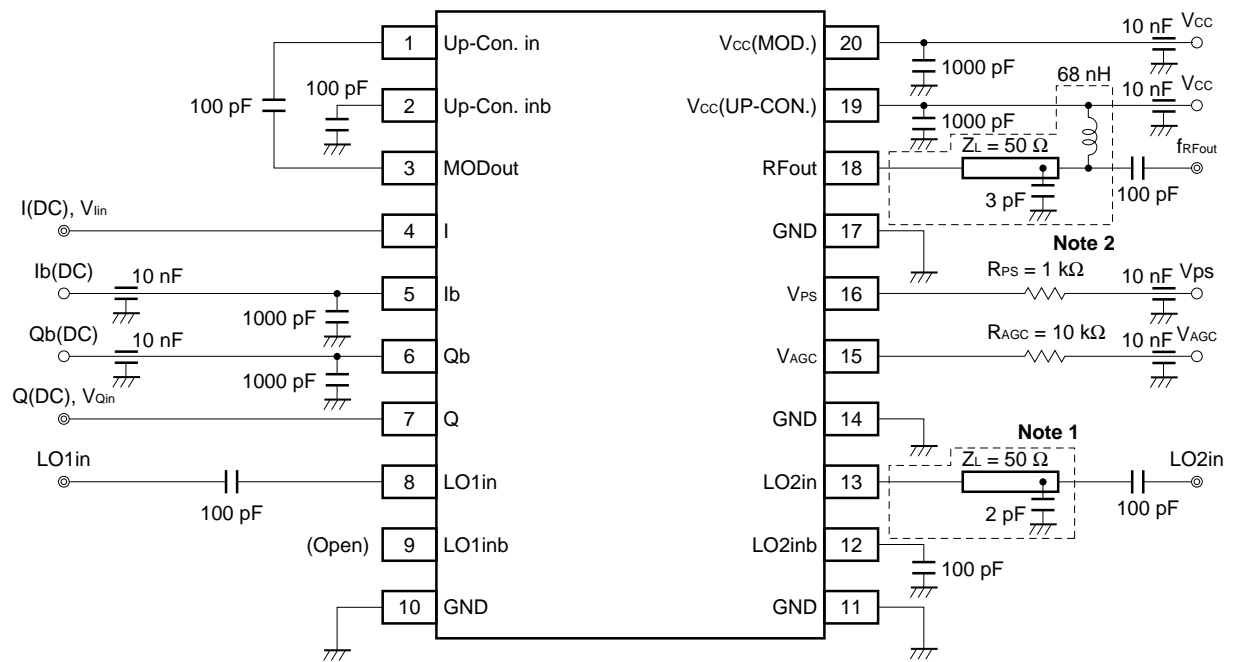 1 Up-Con. in
2 Up-Con. inb
3 MODout
4 I
5 Ib
6 Qb
7 Q
8 LO1in
9 LO1inb
10 GND
100 pF
100 pF
I(DC), VIin
Ib(DC)
10 nF
1000 pF
Qb(DC)
10 nF
1000 pF
Q(DC), VQin
LO1in
100 pF
(Open)
VCC(MOD.) 20
VCC(UP-CON.) 19
RFout 18
GND 17
VPS 16
VAGC 15
GND 14
LO2in 13
LO2inb 12
GND 11
10 nF
VCC
1000 pF
68 nH
10 nF
VCC
1000 pF
ZL = 50 Ω
3 pF
fRFout
100 pF
Note 2
RPS = 1 kΩ
10 nF
Vps
RAGC = 10 kΩ
10 nF
VAGC
Note 1
ZL = 50 Ω
2 pF
LO2in
100 pF
100 pF